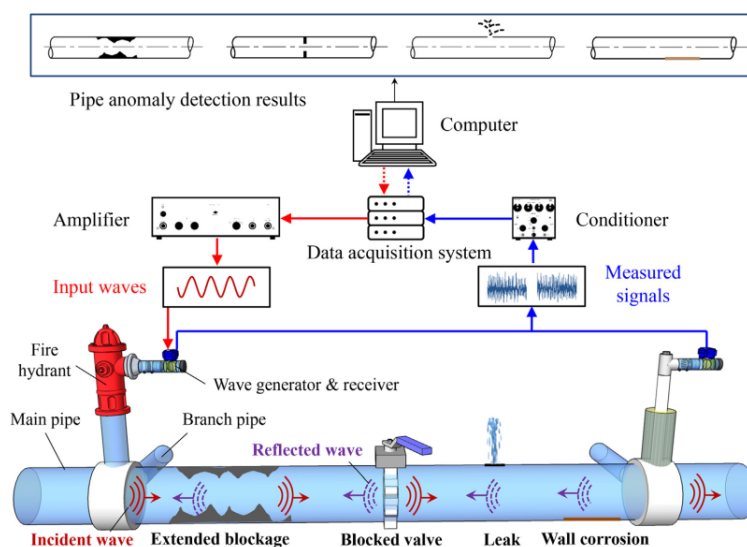 Pipe anomaly detection results
Computer
Amplifier
Conditioner
Data acquisition system
Input waves
Measured
signals
Fire
hydrant
Wave generator & receiver
Main pipe
Branch pipe
Reflected wave
Incident wave
Extended blockage
Blocked valve
Leak
Wall corrosion